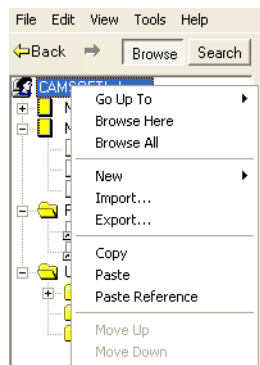 File Edit View Tools Help
Back Browse Search
Go Up To
Browse Here
Browse All
New
Import...
Export...
Copy
Paste
Paste Reference
Move Up
Move Down